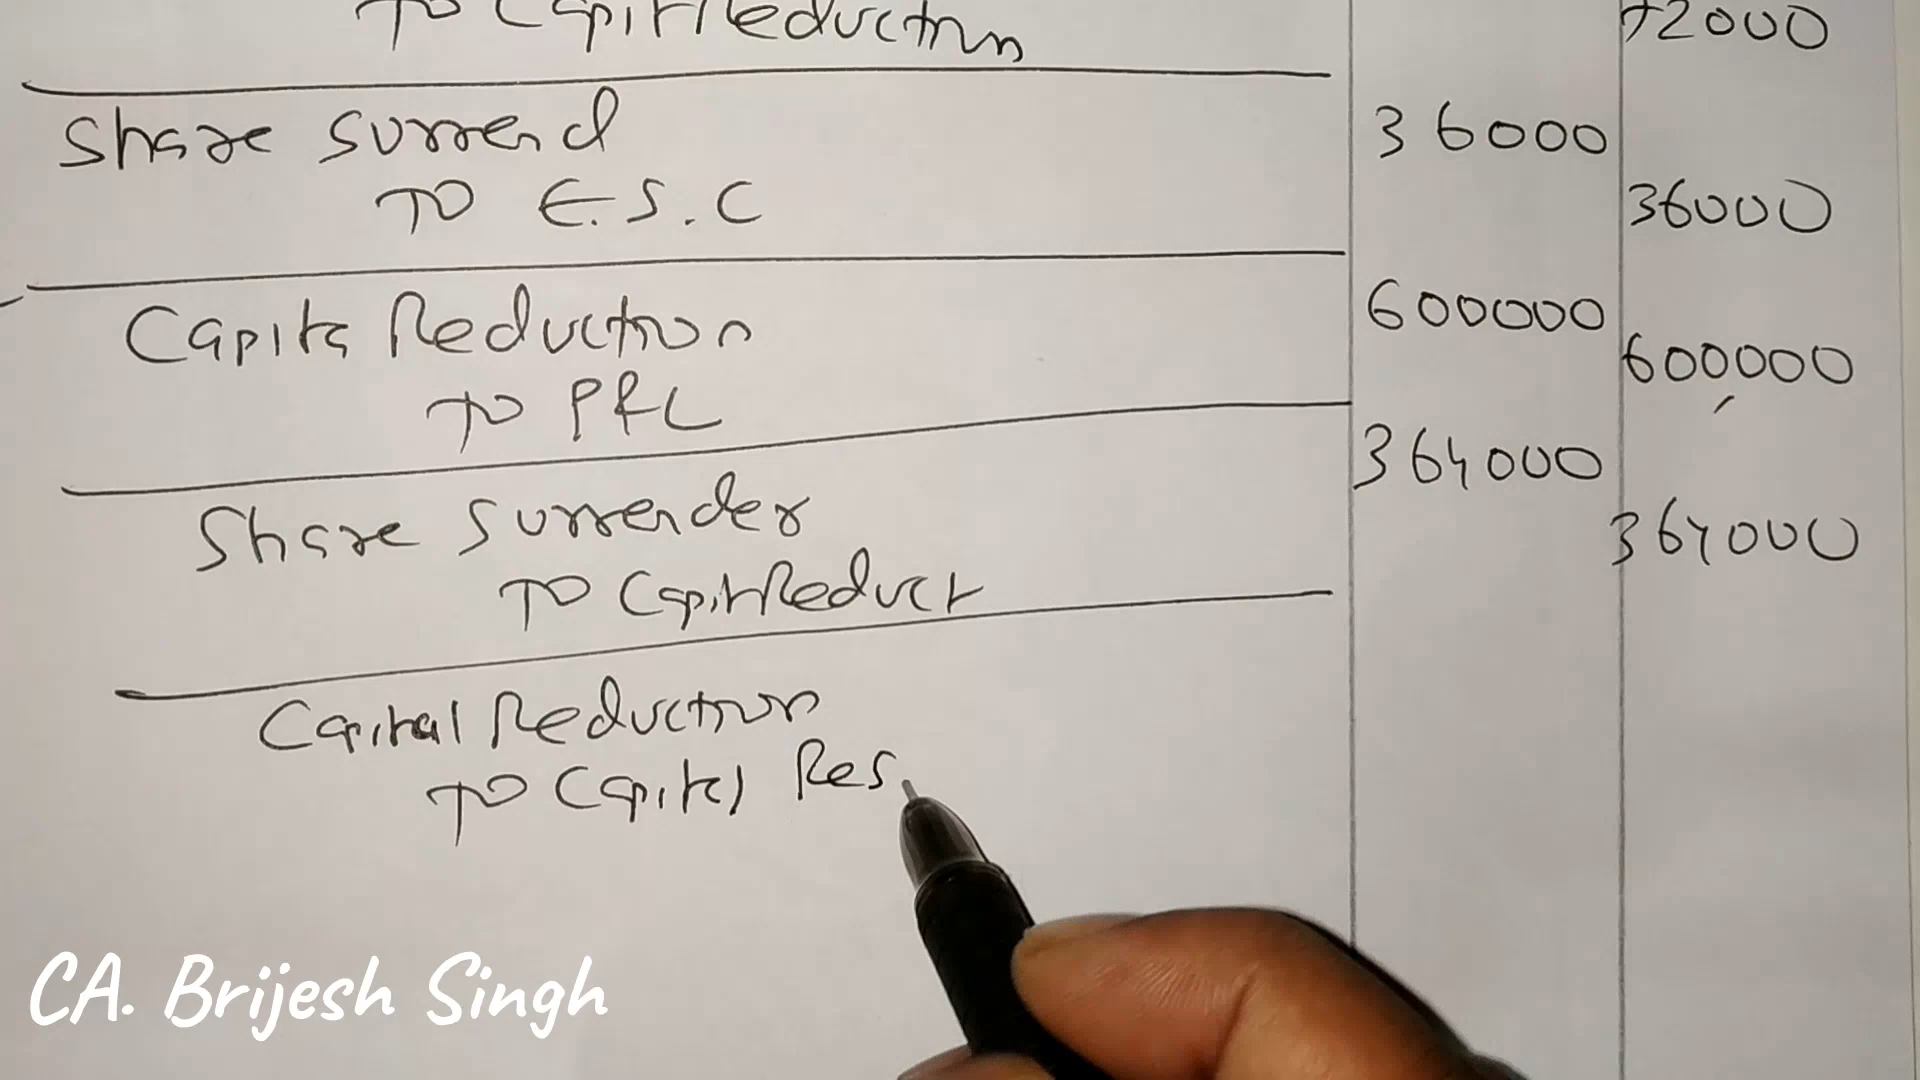 To Capit Reduction
72000
Share Surrend 36000
To E.S.C 36000
Capita Reduction 600000
To P&L 600000
Share Surrender 364000
To Capit Reduct 364000
Capital Reduction
To Capital Res
CA. Brijesh Singh